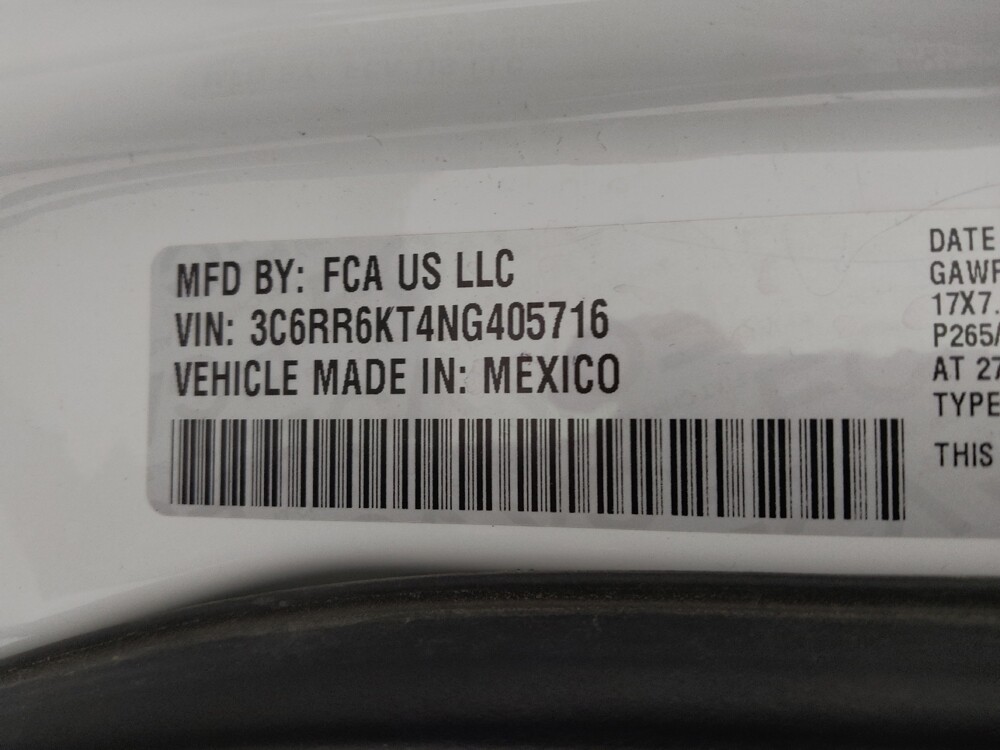 MFD BY: FCA US LLC
VIN: 3C6RR6KT4NG405716
VEHICLE MADE IN: MEXICO
DATE
GAWR
17X7.
P265/
AT 27
TYPE
THIS